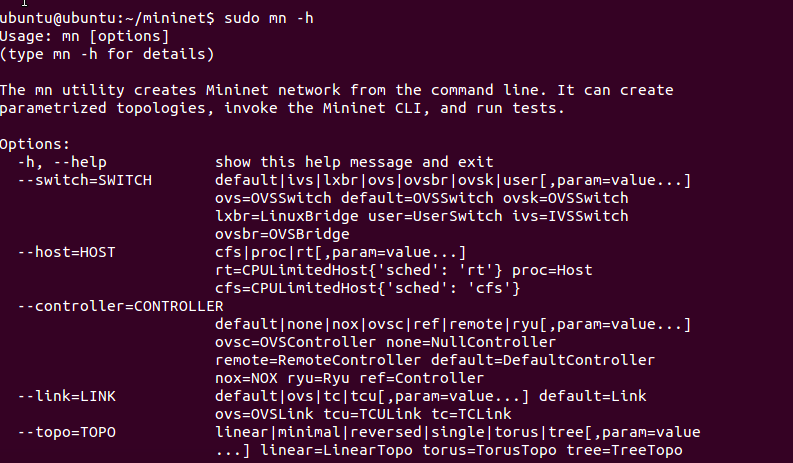 ubuntu@ubuntu:~/mininet$ sudo mn -h
Usage: mn [options]
(type mn -h for details)
The mn utility creates Mininet network from the command line. It can create
parametrized topologies, invoke the Mininet CLI, and run tests.
Options:
-h, --help show this help message and exit
--switch=SWITCH default|ivs|lxbr|ovs|ovsbr|ovsk|user[,param=value...]
ovs=OVSSwitch default=OVSSwitch ovsk=OVSSwitch
lxbr=LinuxBridge user=UserSwitch ivs=IVSSwitch
ovsbr=OVSBridge
--host=HOST cfs|proc|rt[,param=value...]
rt=CPULimitedHost{'sched': 'rt'} proc=Host
cfs=CPULimitedHost{'sched': 'cfs'}
--controller=CONTROLLER
default|none|nox|ovsc|ref|remote|ryu[,param=value...]
ovsc=OVSController none=NullController
remote=RemoteController default=DefaultController
nox=NOX ryu=Ryu ref=Controller
--link=LINK default|ovs|tc|tcu[,param=value...] default=Link
ovs=OVSLink tcu=TCULink tc=TCLink
--topo=TOPO linear|minimal|reversed|single|torus|tree[,param=value
...] linear=LinearTopo torus=TorusTopo tree=TreeTopo